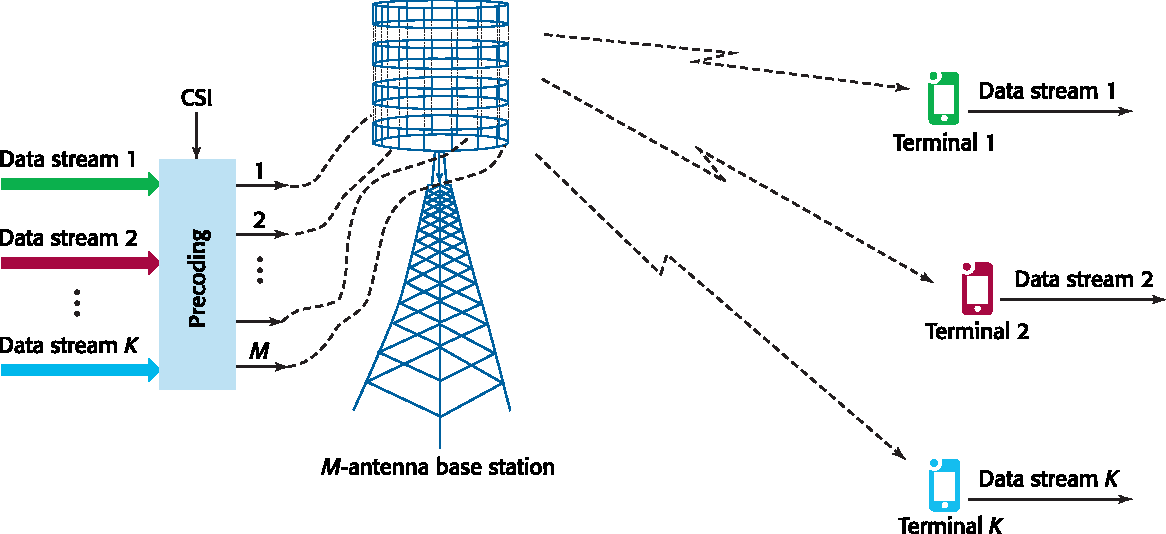 CSI
Data stream 1
Data stream 2
Data stream K
Precoding
1
2
M
M-antenna base station
Data stream 1
Terminal 1
Data stream 2
Terminal 2
Data stream K
Terminal K